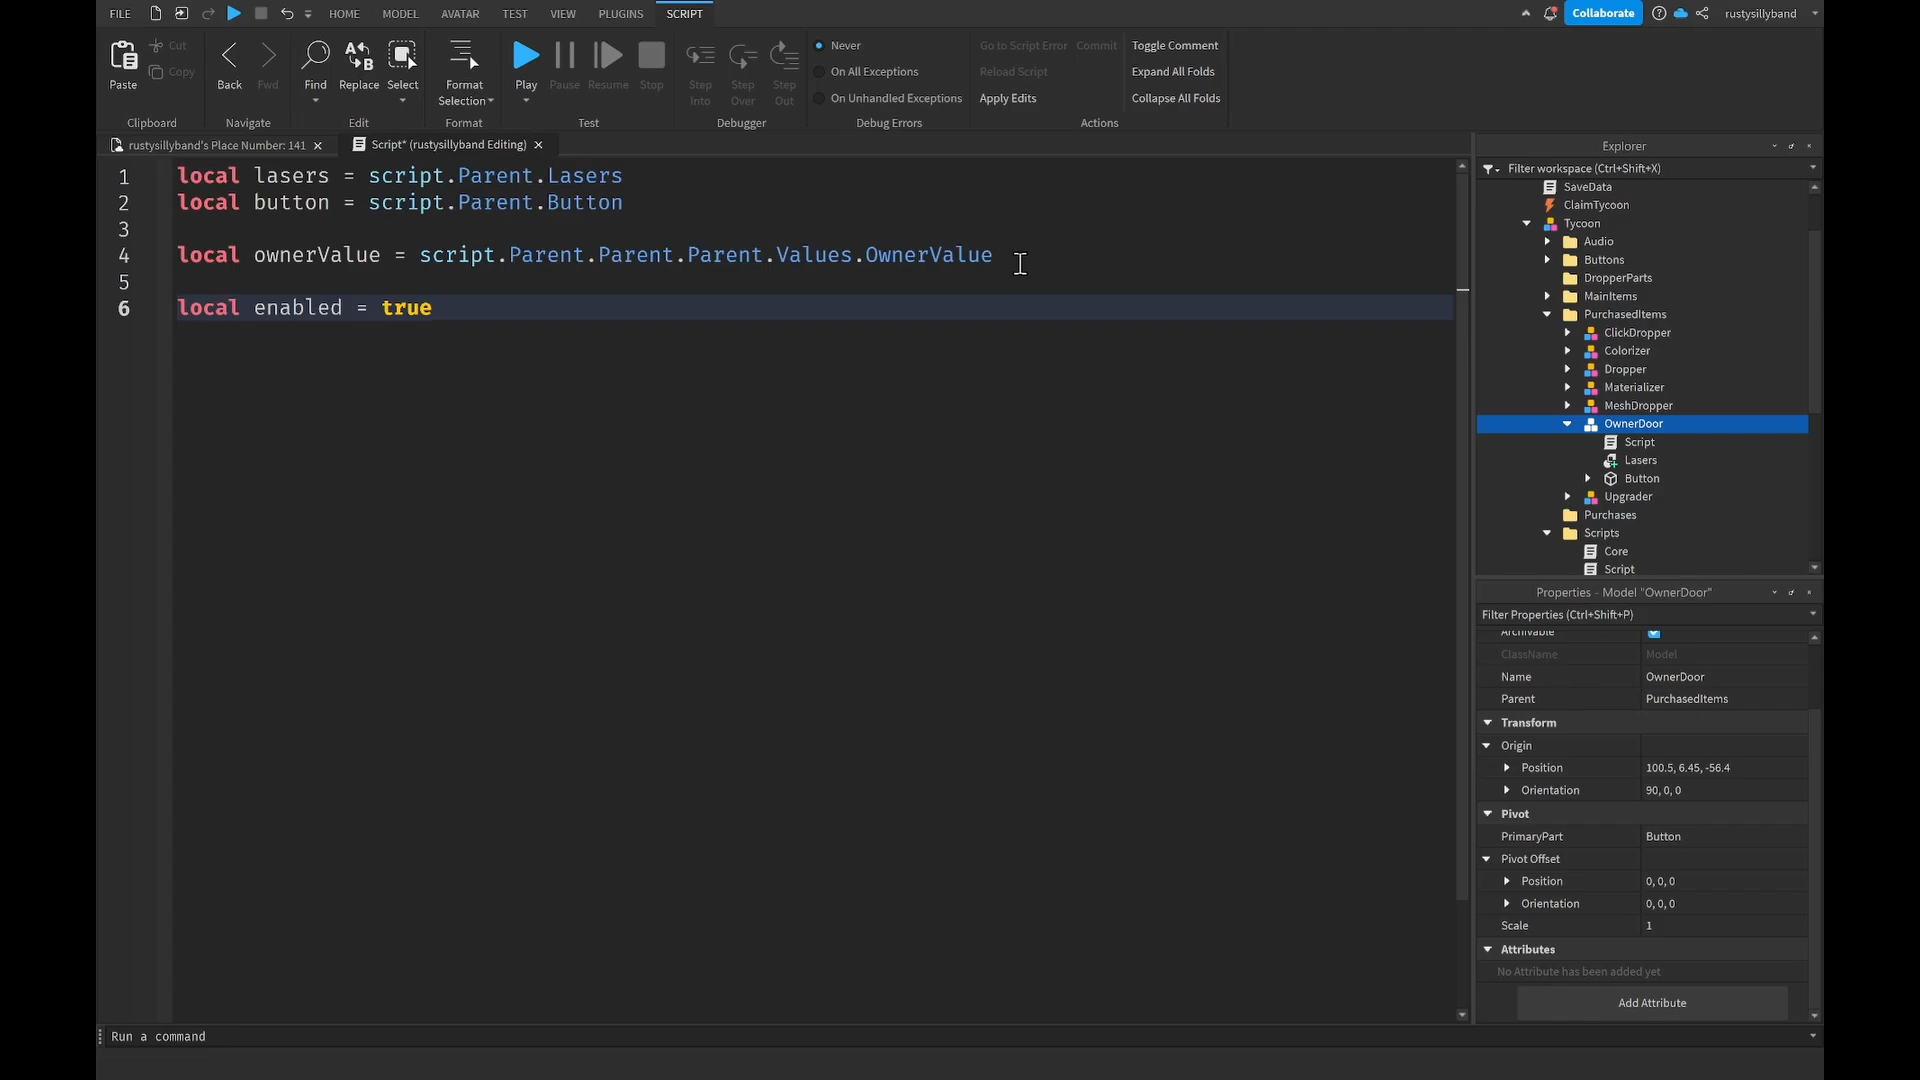 FILE HOME MODEL AVATAR TEST VIEW PLUGINS SCRIPT Collaborate rustysillyband
Paste Cut Copy Back Fwd Find Replace Select Format Selection Play Pause Resume Stop Step Into Step Over Step Out
Never Go to Script Error Commit Toggle Comment
On All Exceptions Reload Script Expand All Folds
On Unhandled Exceptions Apply Edits Collapse All Folds
Clipboard Navigate Edit Format Test Debugger Debug Errors Actions
rustysillyband's Place Number: 141 Script* (rustysillyband Editing)
1 local lasers = script.Parent.Lasers
2 local button = script.Parent.Button
3
4 local ownerValue = script.Parent.Parent.Parent.Values.OwnerValue
5
6 local enabled = true
Explorer
Filter workspace (Ctrl+Shift+X)
SaveData
ClaimTycoon
Tycoon
Audio
Buttons
DropperParts
MainItems
PurchasedItems
ClickDropper
Colorizer
Dropper
Materializer
MeshDropper
OwnerDoor
Script
Lasers
Button
Upgrader
Purchases
Scripts
Core
Script
Properties - Model "OwnerDoor"
Filter Properties (Ctrl+Shift+P)
Archivable
ClassName Model
Name OwnerDoor
Parent PurchasedItems
Transform
Origin
Position 100.5, 6.45, -56.4
Orientation 90, 0, 0
Pivot
PrimaryPart Button
Pivot Offset
Position 0, 0, 0
Orientation 0, 0, 0
Scale 1
Attributes
No Attribute has been added yet
Add Attribute
Run a command